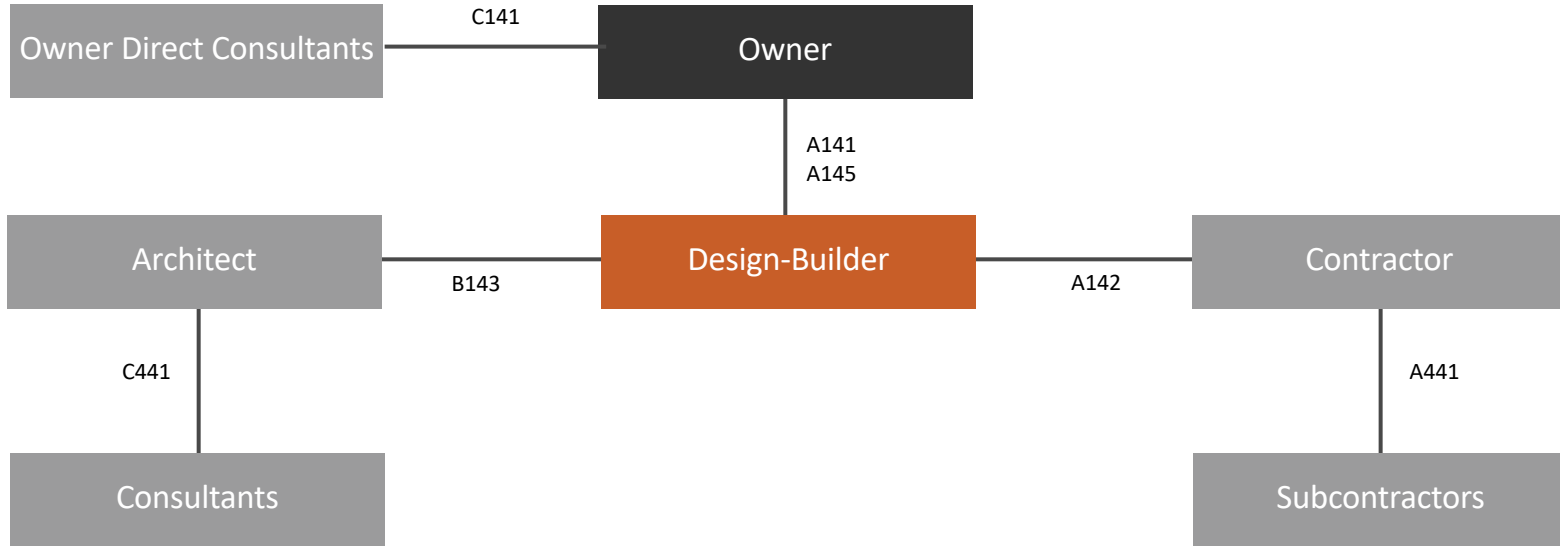 C141
Owner Direct Consultants
Owner
A141
A145
Architect
Design-Builder
Contractor
B143
A142
C441
A441
Consultants
Subcontractors